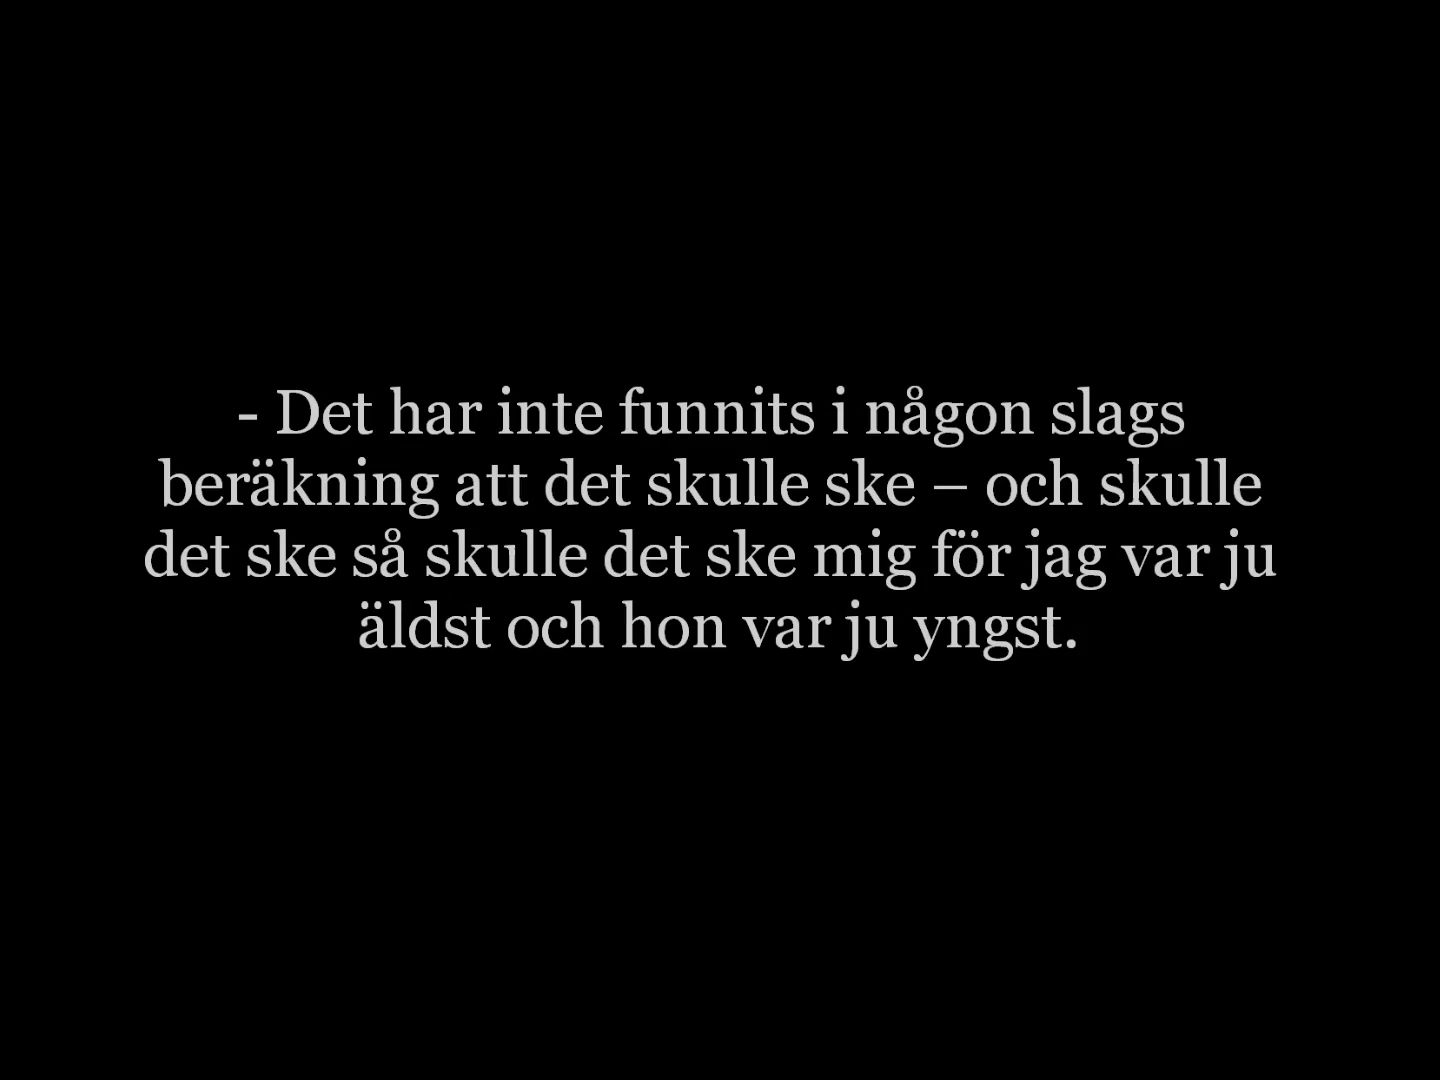 - Det har inte funnits i någon slags
beräkning att det skulle ske – och skulle
det ske så skulle det ske mig för jag var ju
äldst och hon var ju yngst.